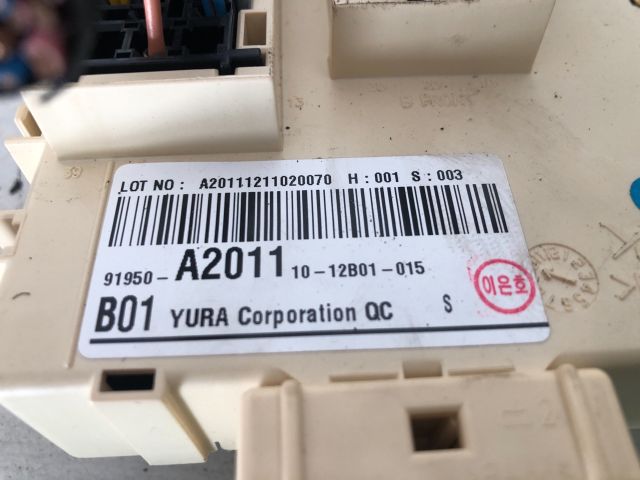 LOT NO : A20111211020070 H : 001 S : 003
91950-A2011 10-12B01-015
B01 YURA Corporation QC S
이은호